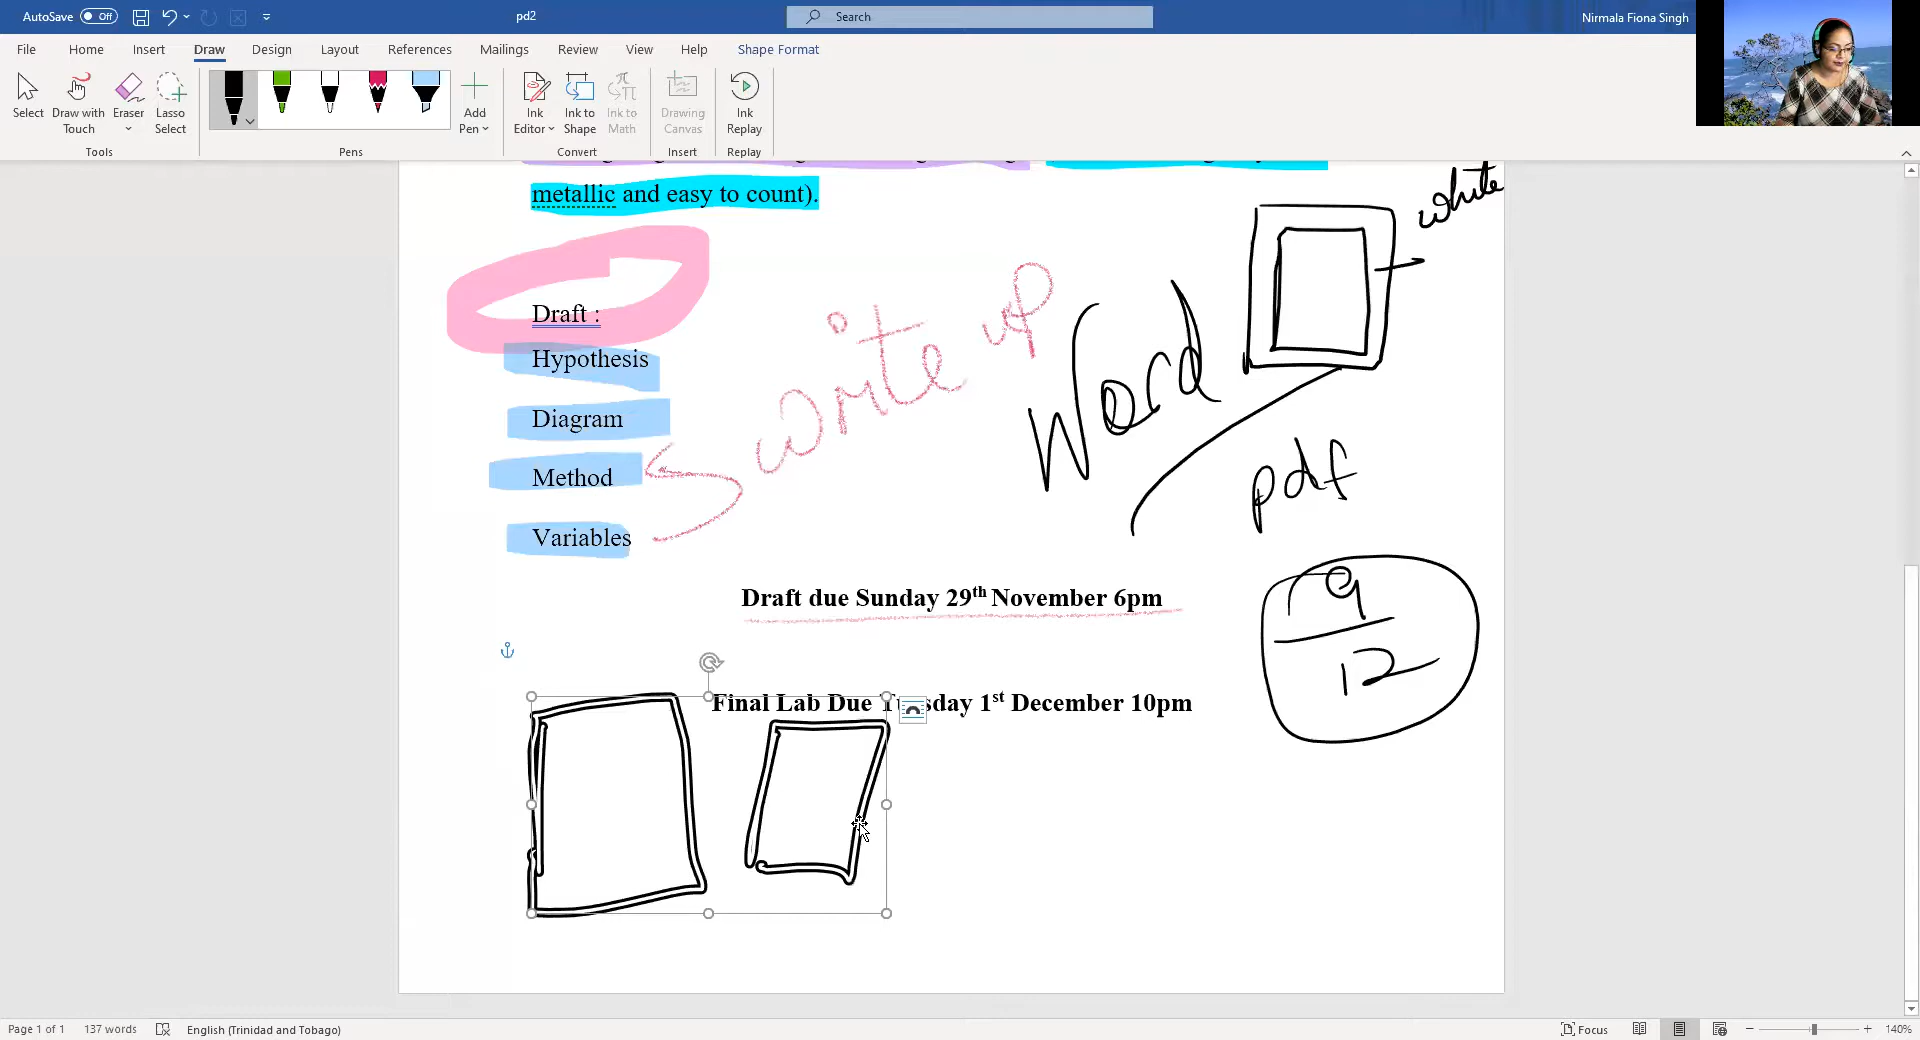 AutoSave Off pd2 Search Nirmala Fiona Singh
File Home Insert Draw Design Layout References Mailings Review View Help Shape Format
Select Draw with Touch Eraser Lasso Select Add Pen Ink Editor Ink to Shape Ink to Math Drawing Canvas Ink Replay
Tools Pens Convert Insert Replay
white
metallic and easy to count).
Draft :
write up
Hypothesis
Word
Diagram
Method
pdf
Variables
Draft due Sunday 29th November 6pm
9
12
Final Lab Due Tu sday 1st December 10pm
Page 1 of 1 137 words English (Trinidad and Tobago) Focus 140%